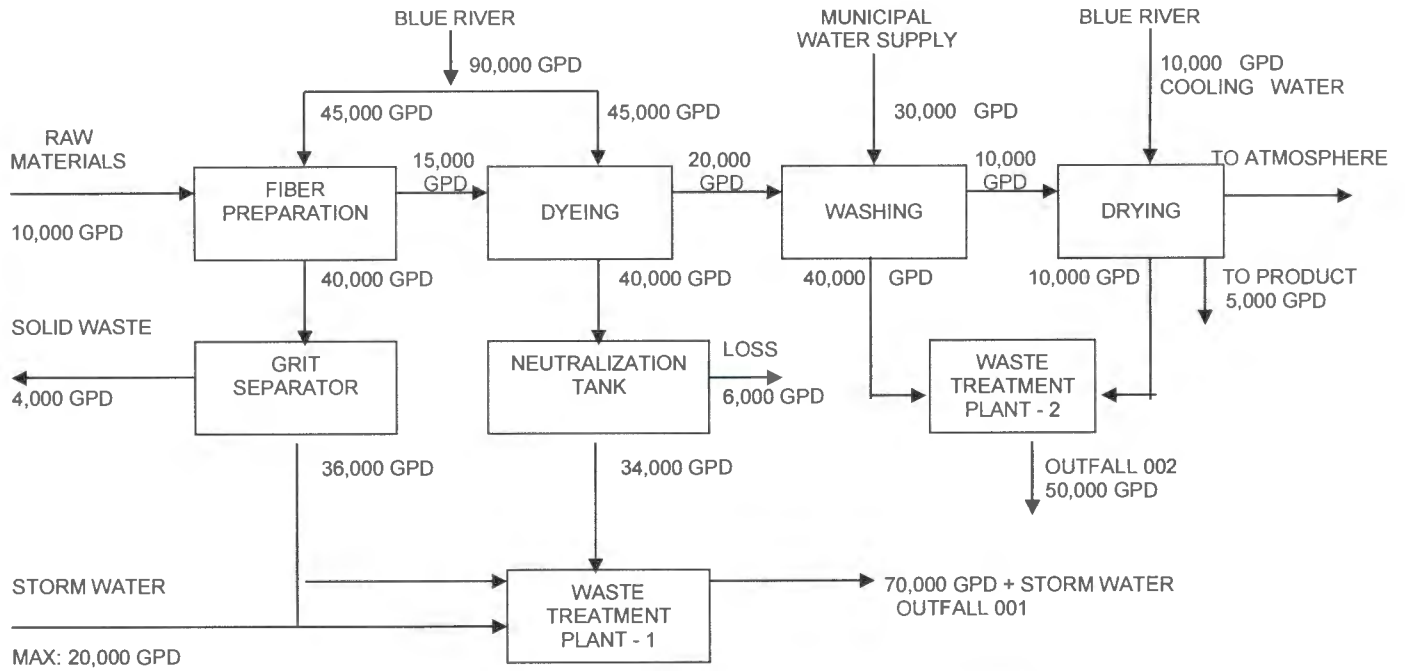 BLUE RIVER
90,000 GPD
MUNICIPAL
WATER SUPPLY
30,000 GPD
BLUE RIVER
10,000 GPD
COOLING WATER
45,000 GPD
45,000 GPD
RAW
MATERIALS
10,000 GPD
FIBER
PREPARATION
15,000
GPD
DYEING
20,000
GPD
WASHING
10,000
GPD
DRYING
TO ATMOSPHERE
40,000 GPD
40,000 GPD
40,000 GPD
10,000 GPD
TO PRODUCT
5,000 GPD
SOLID WASTE
4,000 GPD
GRIT
SEPARATOR
NEUTRALIZATION
TANK
LOSS
6,000 GPD
WASTE
TREATMENT
PLANT - 2
36,000 GPD
34,000 GPD
OUTFALL 002
50,000 GPD
STORM WATER
MAX: 20,000 GPD
WASTE
TREATMENT
PLANT - 1
70,000 GPD + STORM WATER
OUTFALL 001